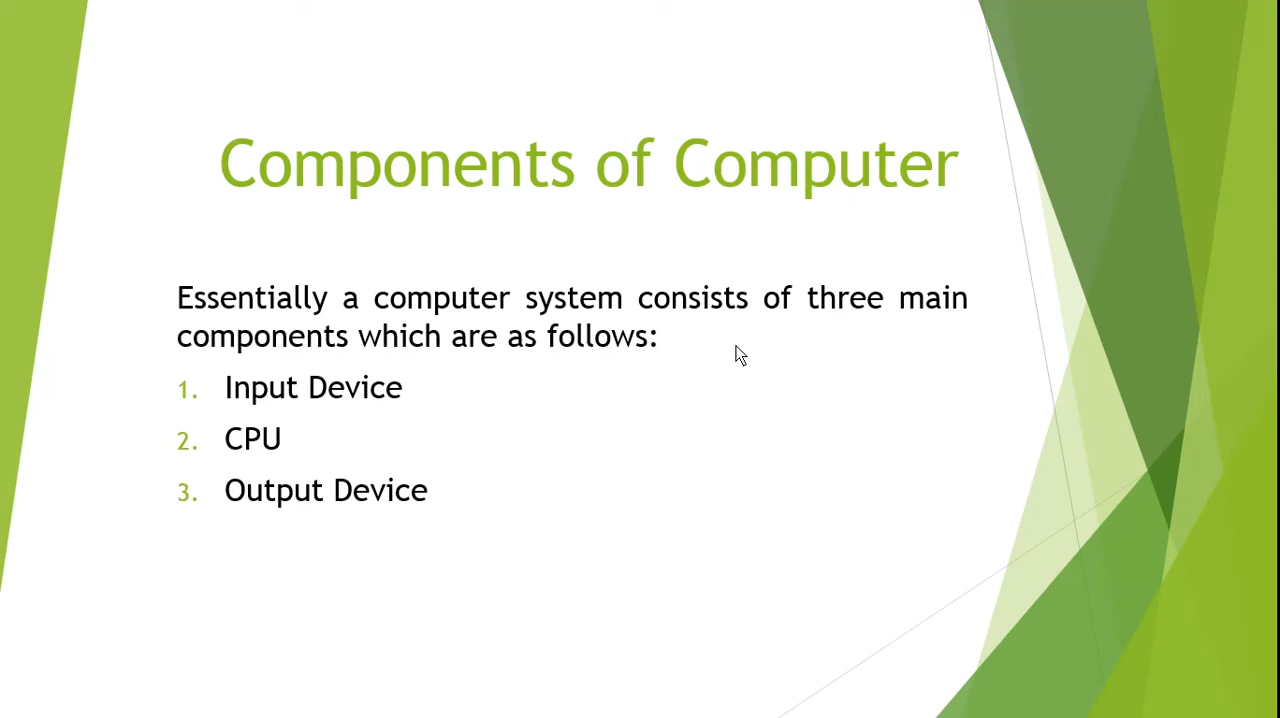 Components of Computer
Essentially a computer system consists of three main
components which are as follows:
1. Input Device
2. CPU
3. Output Device